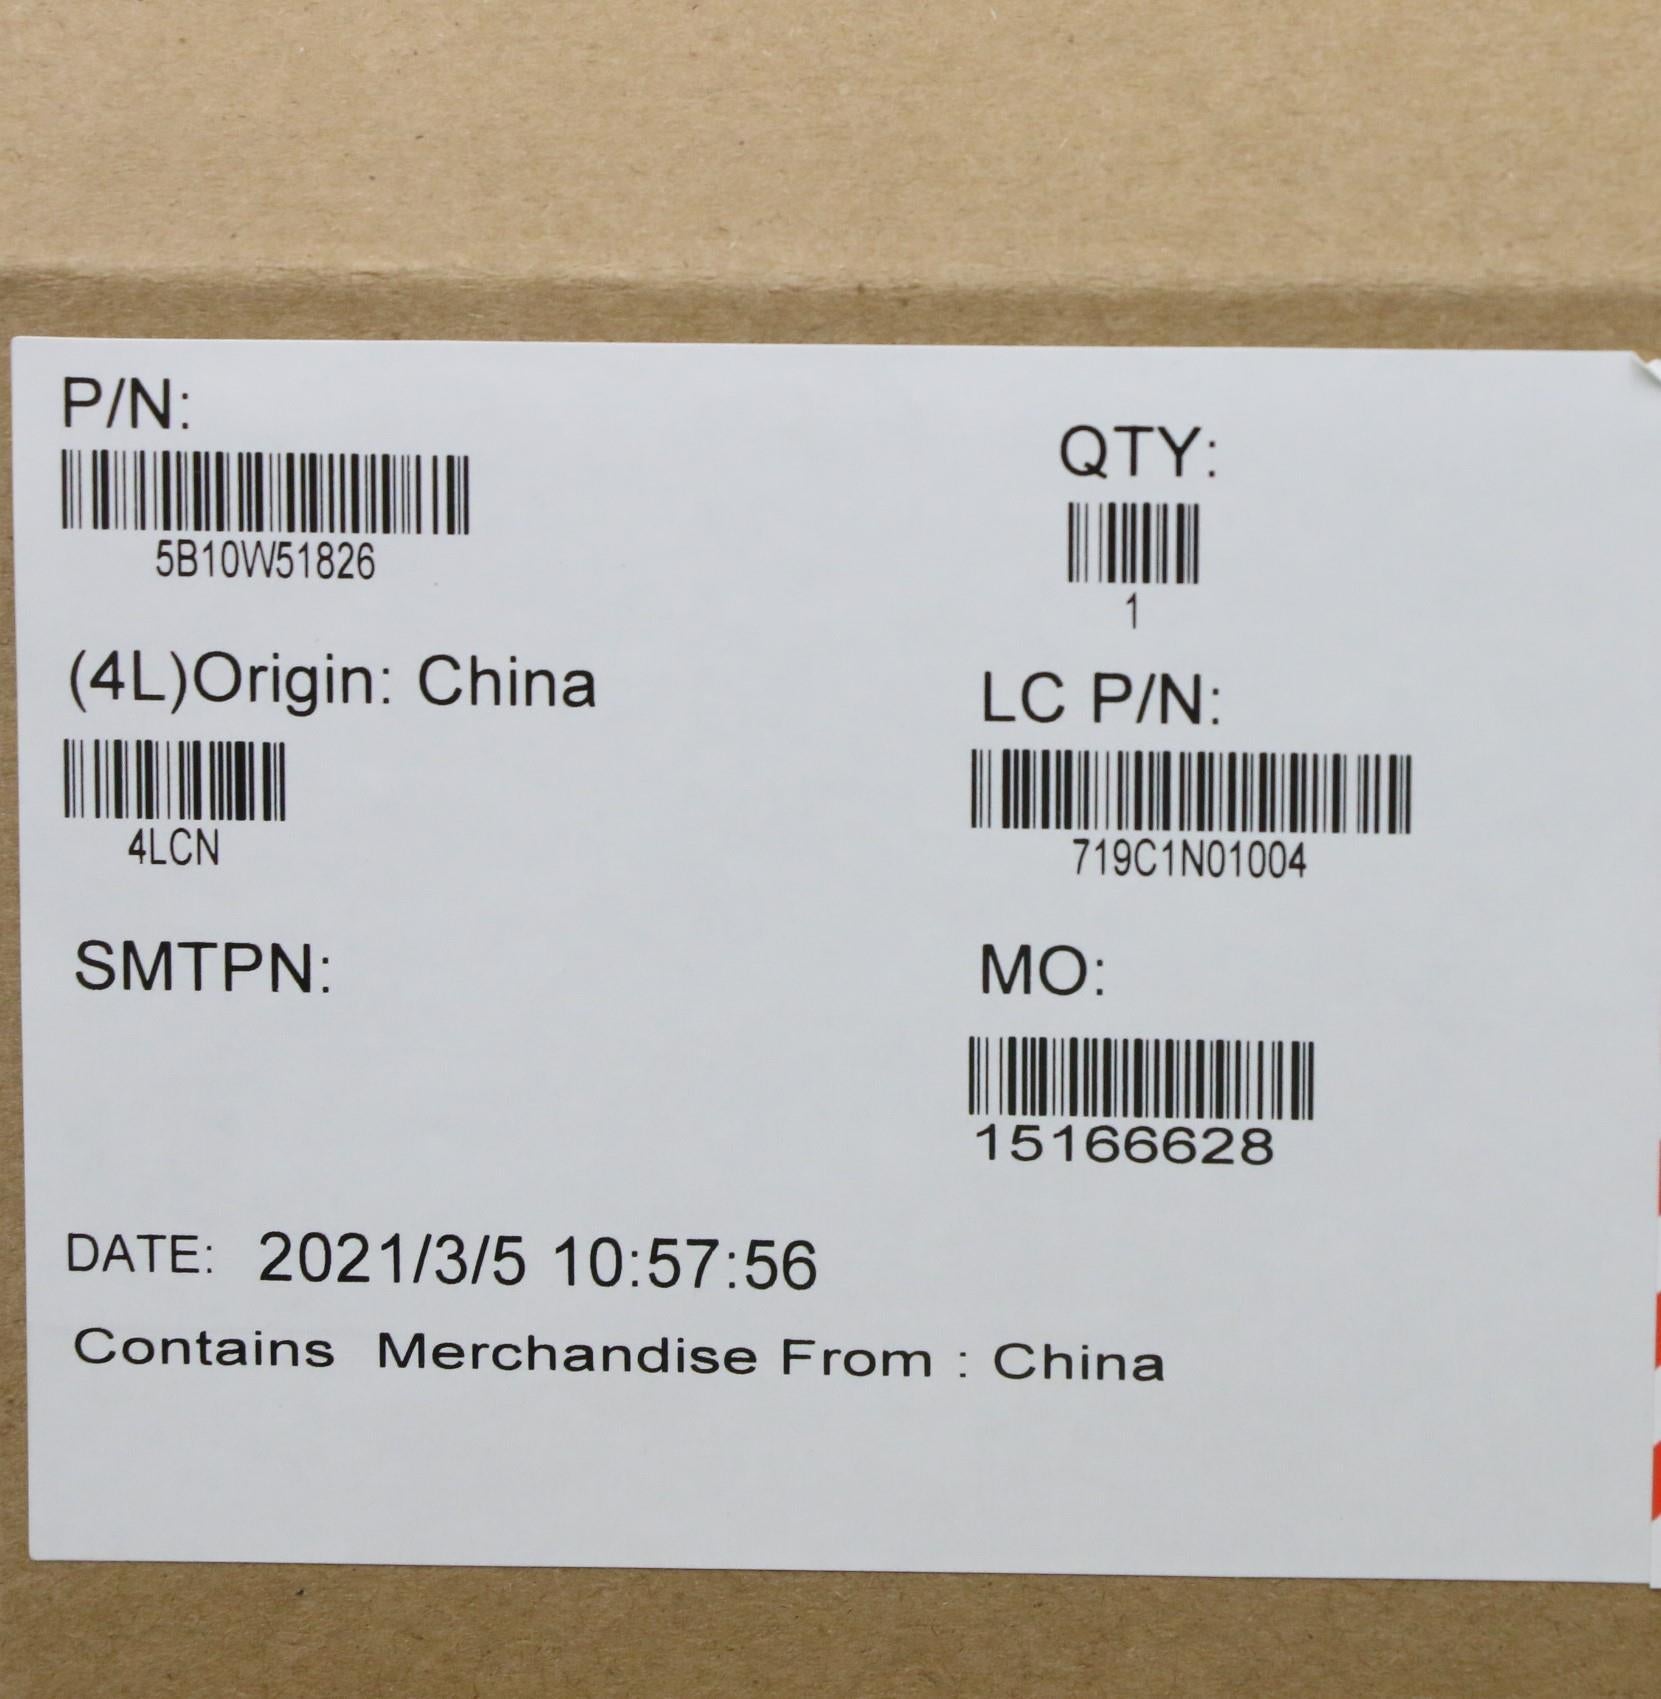 P/N:
5B10W51826
QTY:
1
(4L)Origin: China
4LCN
LC P/N:
719C1N01004
SMTPN:
MO:
15166628
DATE: 2021/3/5 10:57:56
Contains Merchandise From : China